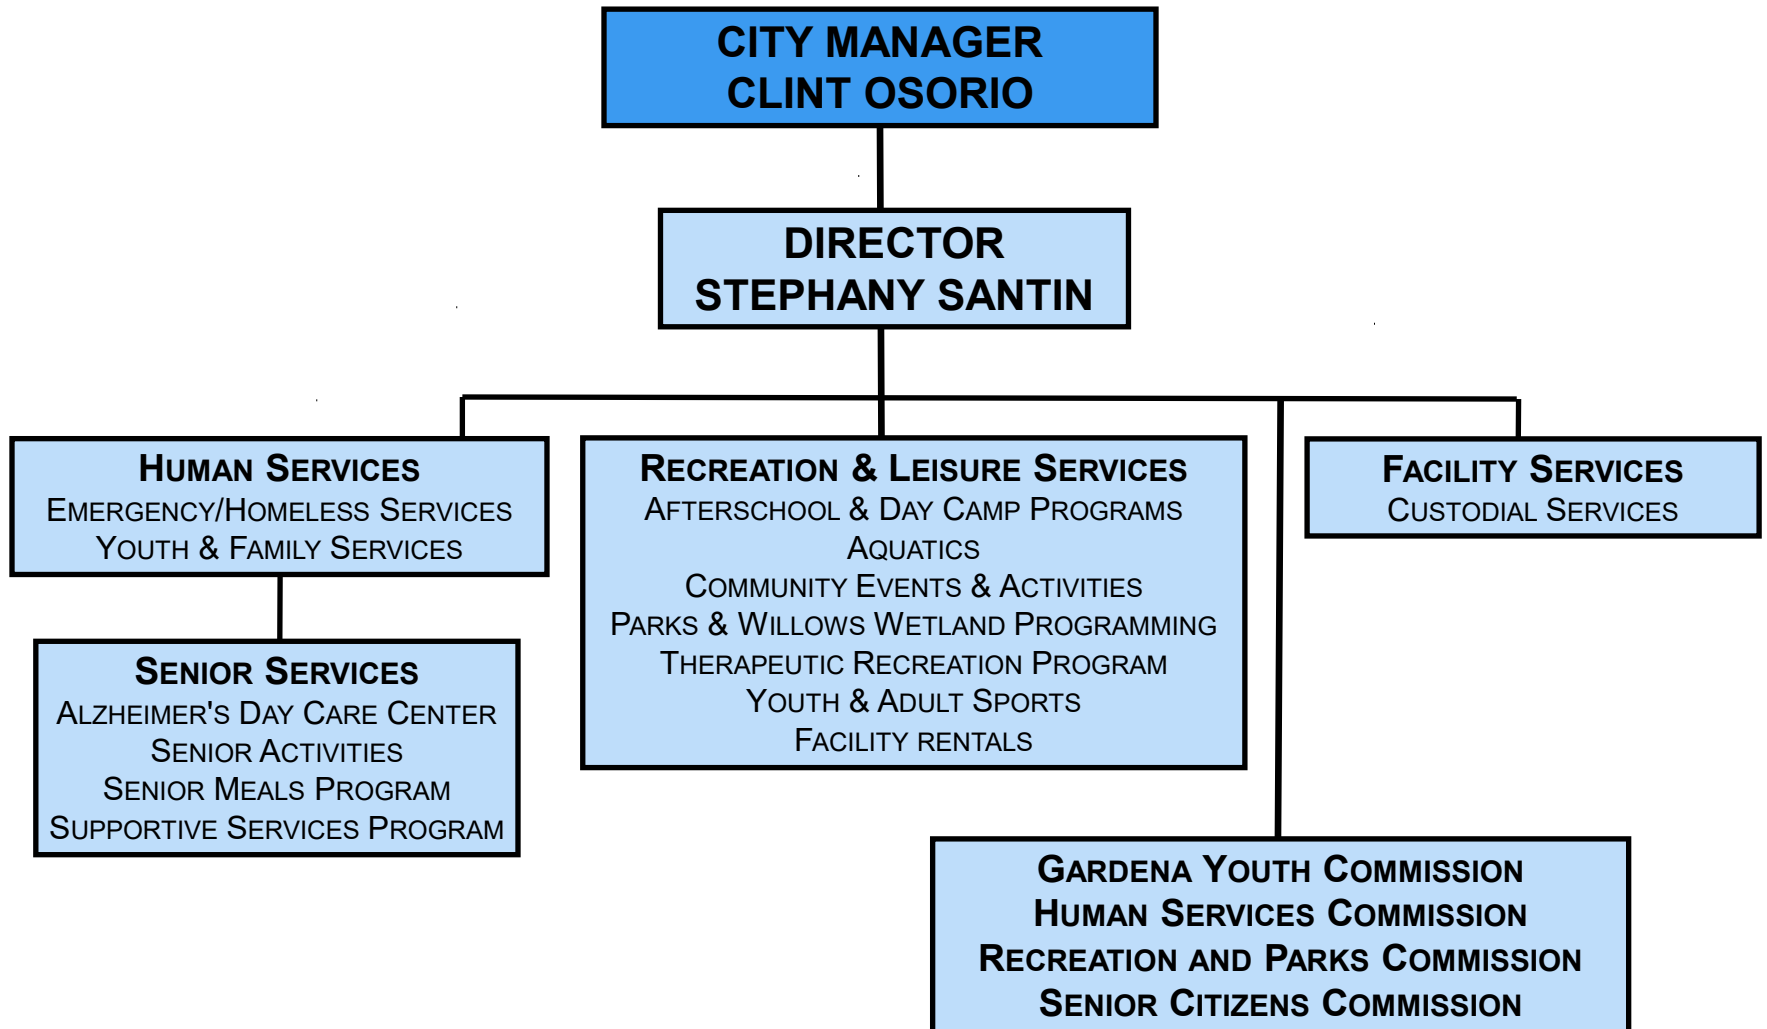 CITY MANAGER
CLINT OSORIO
DIRECTOR
STEPHANY SANTIN
HUMAN SERVICES
EMERGENCY/HOMELESS SERVICES
YOUTH & FAMILY SERVICES
SENIOR SERVICES
ALZHEIMER'S DAY CARE CENTER
SENIOR ACTIVITIES
SENIOR MEALS PROGRAM
SUPPORTIVE SERVICES PROGRAM
RECREATION & LEISURE SERVICES
AFTERSCHOOL & DAY CAMP PROGRAMS
AQUATICS
COMMUNITY EVENTS & ACTIVITIES
PARKS & WILLOWS WETLAND PROGRAMMING
THERAPEUTIC RECREATION PROGRAM
YOUTH & ADULT SPORTS
FACILITY RENTALS
FACILITY SERVICES
CUSTODIAL SERVICES
GARDENA YOUTH COMMISSION
HUMAN SERVICES COMMISSION
RECREATION AND PARKS COMMISSION
SENIOR CITIZENS COMMISSION